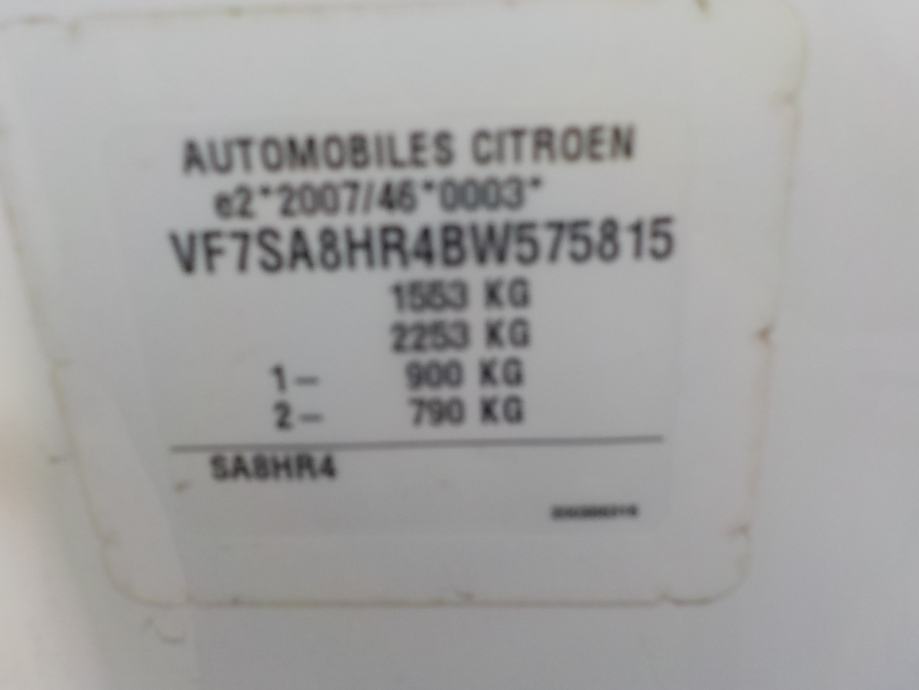 AUTOMOBILES CITROEN
e2*2007/46*0003*
VF7SA8HR4BW575815
1553 KG
2253 KG
1– 900 KG
2– 790 KG
SA8HR4